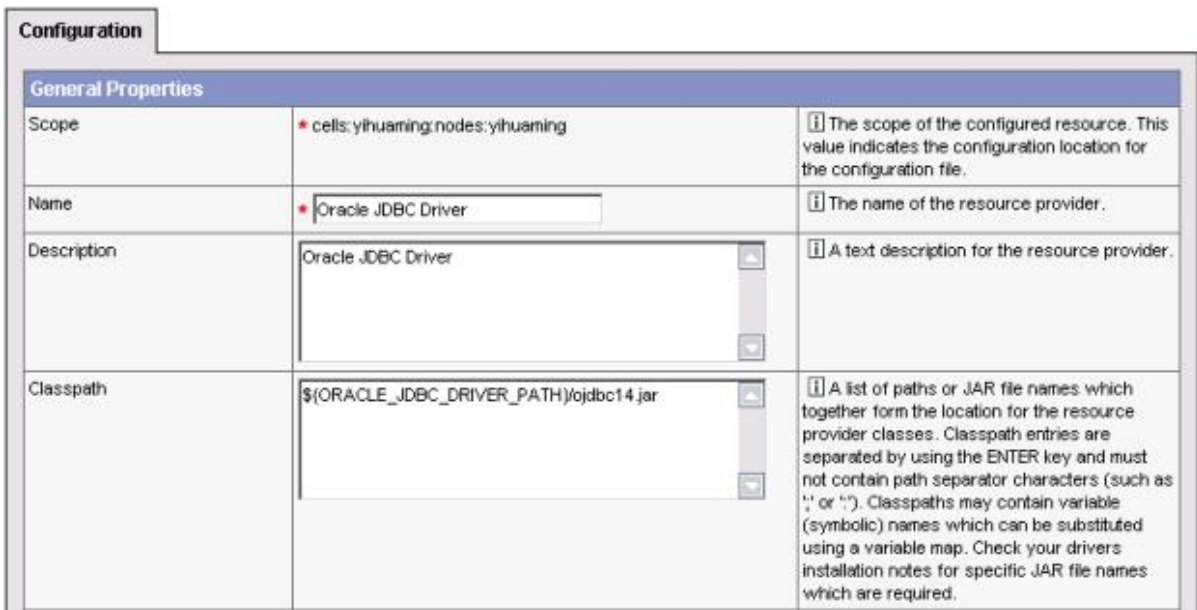 Configuration
General Properties
Scope
* cells:yihuaming:nodes:yihuaming
i The scope of the configured resource. This
value indicates the configuration location for
the configuration file.
Name
* Oracle JDBC Driver
i The name of the resource provider.
Description
Oracle JDBC Driver
i A text description for the resource provider.
Classpath
${ORACLE_JDBC_DRIVER_PATH}/ojdbc14.jar
i A list of paths or JAR file names which
together form the location for the resource
provider classes. Classpath entries are
separated by using the ENTER key and must
not contain path separator characters (such as
';' or ':'). Classpaths may contain variable
(symbolic) names which can be substituted
using a variable map. Check your drivers
installation notes for specific JAR file names
which are required.